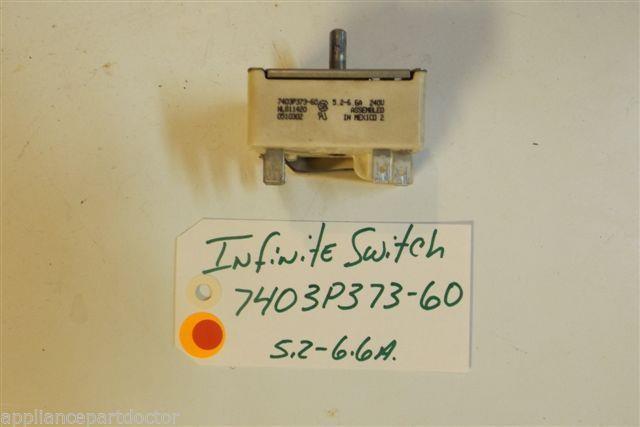 7403P373-60 5.2-6.6A 240V
WL811420 ASSEMBLED
0510302 IN MEXICO 2
Infinite Switch
7403P373-60
5.2-6.6A.
appliancepartdoctor